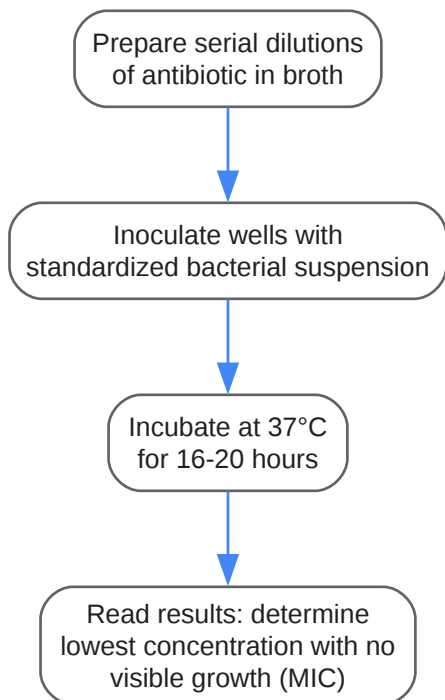 Prepare serial dilutions
of antibiotic in broth
Inoculate wells with
standardized bacterial suspension
Incubate at 37°C
for 16-20 hours
Read results: determine
lowest concentration with no
visible growth (MIC)